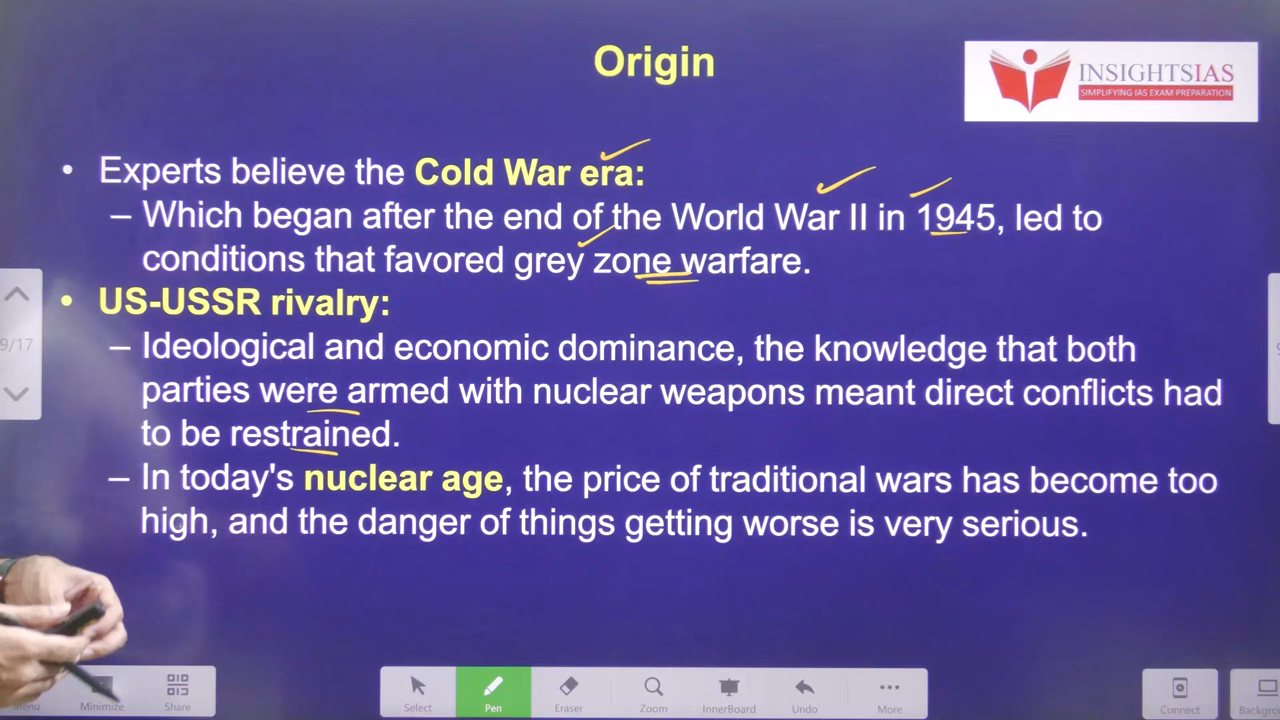 Origin
INSIGHTSIAS
SIMPLIFYING IAS EXAM PREPARATION
• Experts believe the Cold War era:
– Which began after the end of the World War II in 1945, led to
conditions that favored grey zone warfare.
• US-USSR rivalry:
– Ideological and economic dominance, the knowledge that both
parties were armed with nuclear weapons meant direct conflicts had
to be restrained.
– In today's nuclear age, the price of traditional wars has become too
high, and the danger of things getting worse is very serious.
9/17
Menu
Minimize
Share
Select
Pen
Eraser
Zoom
InnerBoard
Undo
More
Connect